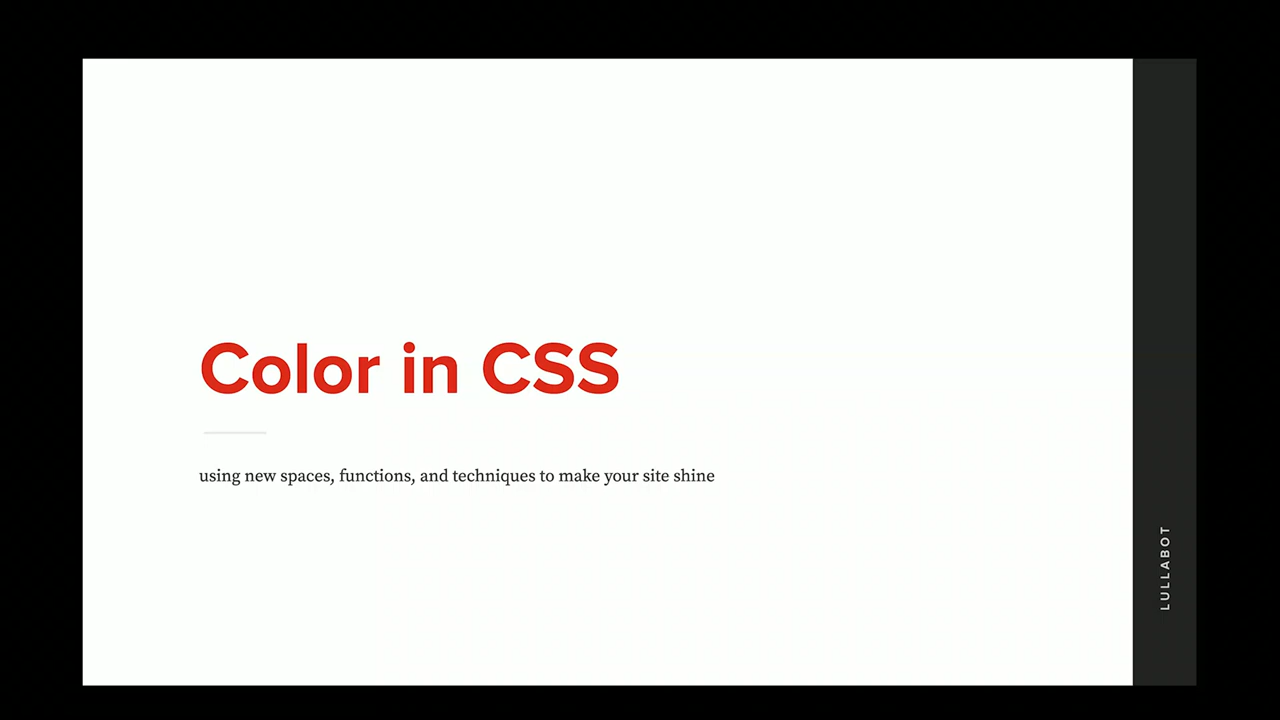 Color in CSS
using new spaces, functions, and techniques to make your site shine
LULLABOT